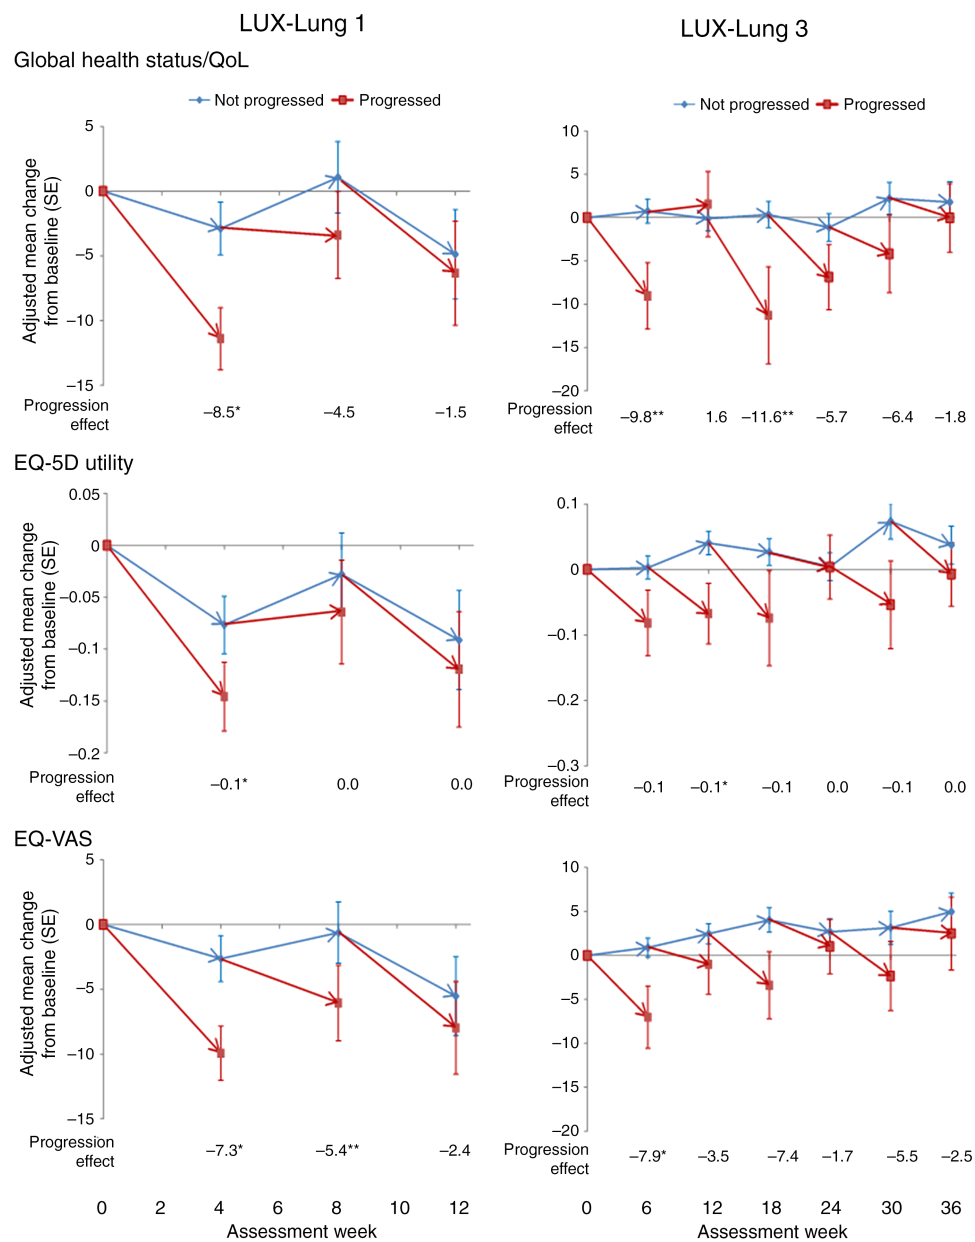 LUX-Lung 1
LUX-Lung 3
Global health status/QoL
Not progressed Progressed
Not progressed Progressed
Adjusted mean change
from baseline (SE)
5
0
−5
−10
−15
10
5
0
−5
−10
−15
−20
Progression
effect
−8.5* −4.5 −1.5
Progression
effect
−9.8** 1.6 −11.6** −5.7 −6.4 −1.8
EQ-5D utility
Adjusted mean change
from baseline (SE)
0.05
0
−0.05
−0.1
−0.15
−0.2
0.1
0
−0.1
−0.2
−0.3
Progression
effect
−0.1* 0.0 0.0
Progression
effect
−0.1 −0.1* −0.1 0.0 −0.1 0.0
EQ-VAS
Adjusted mean change
from baseline (SE)
5
0
−5
−10
−15
10
5
0
−5
−10
−15
−20
Progression
effect
−7.3* −5.4** −2.4
Progression
effect
−7.9* −3.5 −7.4 −1.7 −5.5 −2.5
0 2 4 6 8 10 12
Assessment week
0 6 12 18 24 30 36
Assessment week